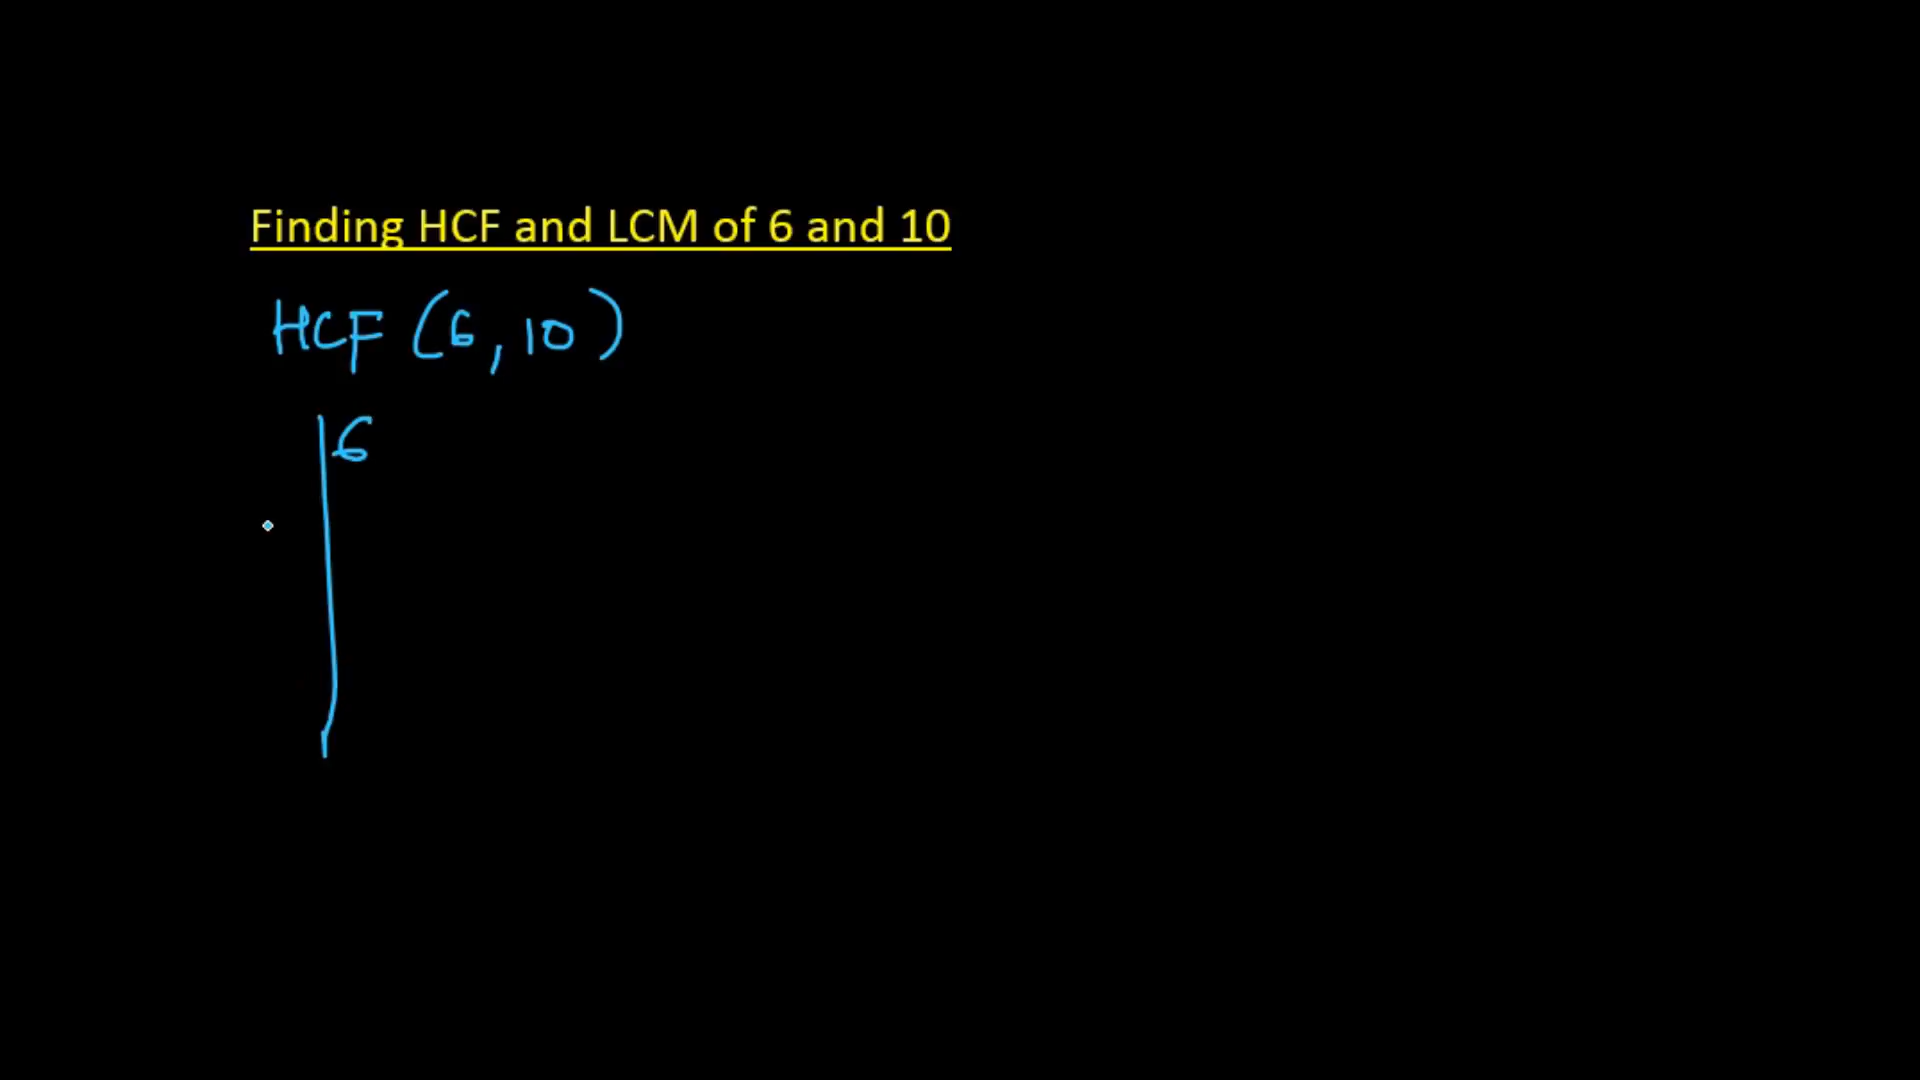 Finding HCF and LCM of 6 and 10
HCF (6, 10)
6